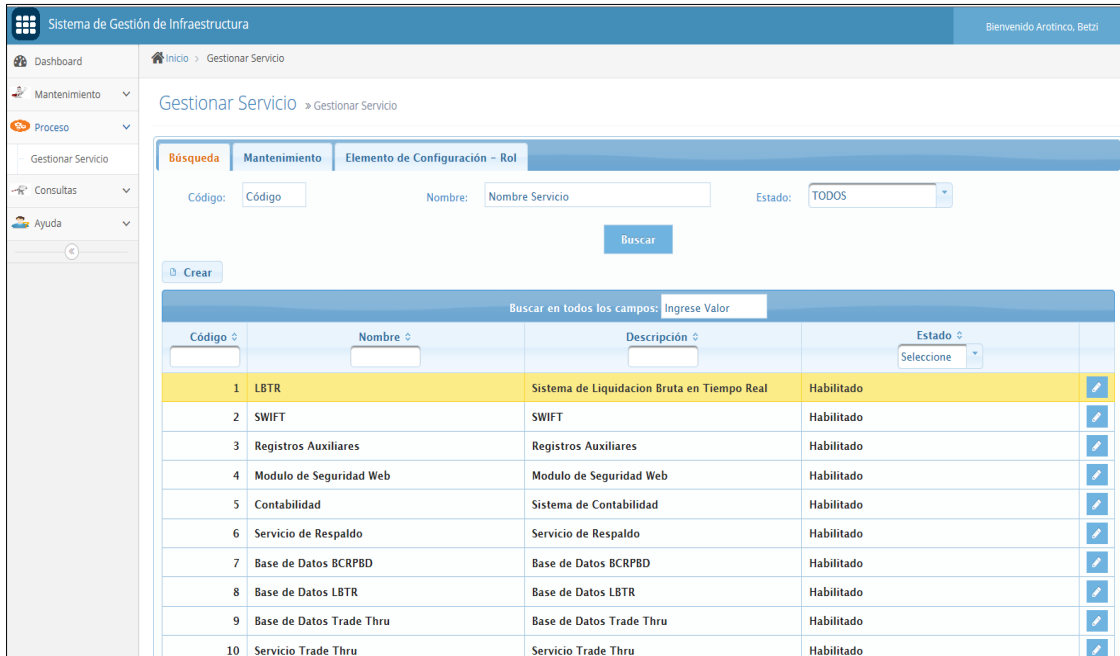 Sistema de Gestión de Infraestructura
Bienvenido Arotinco, Betzi
Dashboard
Mantenimiento
Proceso
Gestionar Servicio
Consultas
Ayuda
Inicio > Gestionar Servicio
Gestionar Servicio » Gestionar Servicio
Búsqueda Mantenimiento Elemento de Configuración - Rol
Código: Código Nombre: Nombre Servicio Estado: TODOS
Buscar
Crear
Buscar en todos los campos: Ingrese Valor
Código Nombre Descripción Estado
Seleccione
1 LBTR Sistema de Liquidacion Bruta en Tiempo Real Habilitado
2 SWIFT SWIFT Habilitado
3 Registros Auxiliares Registros Auxiliares Habilitado
4 Modulo de Seguridad Web Modulo de Seguridad Web Habilitado
5 Contabilidad Sistema de Contabilidad Habilitado
6 Servicio de Respaldo Servicio de Respaldo Habilitado
7 Base de Datos BCRPBD Base de Datos BCRPBD Habilitado
8 Base de Datos LBTR Base de Datos LBTR Habilitado
9 Base de Datos Trade Thru Base de Datos Trade Thru Habilitado
10 Servicio Trade Thru Servicio Trade Thru Habilitado